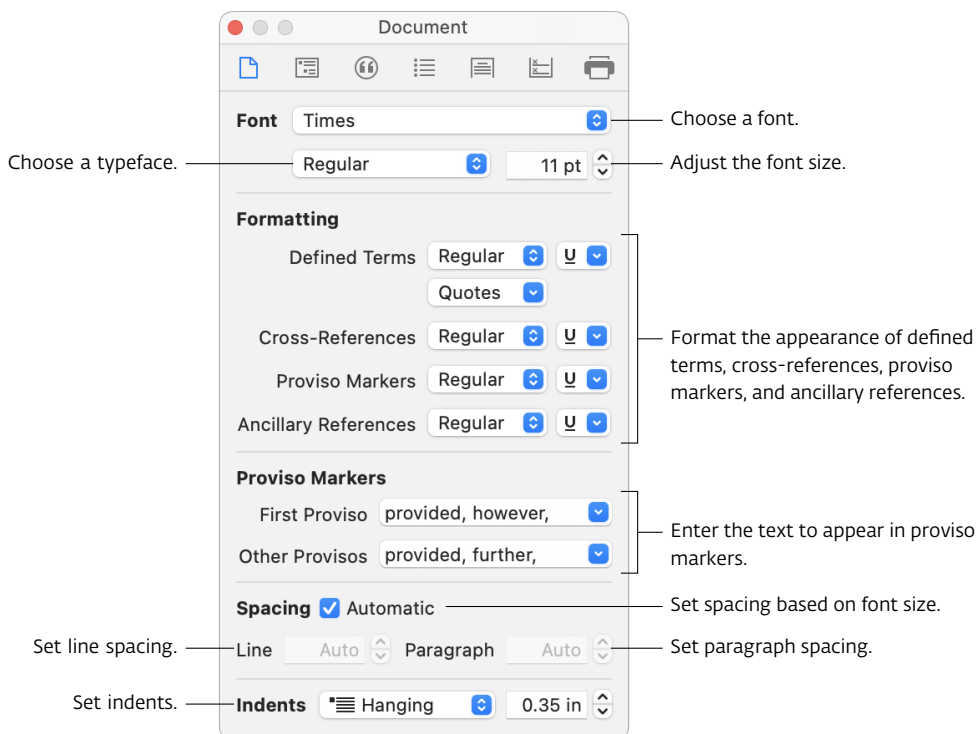 Document
Font Times
Choose a font.
Choose a typeface.
Regular 11 pt
Adjust the font size.
Formatting
Defined Terms Regular U
Quotes
Cross-References Regular U
Proviso Markers Regular U
Ancillary References Regular U
Format the appearance of defined
terms, cross-references, proviso
markers, and ancillary references.
Proviso Markers
First Proviso provided, however,
Other Provisos provided, further,
Enter the text to appear in proviso
markers.
Spacing Automatic
Set spacing based on font size.
Set line spacing.
Line Auto Paragraph Auto
Set paragraph spacing.
Set indents.
Indents Hanging 0.35 in